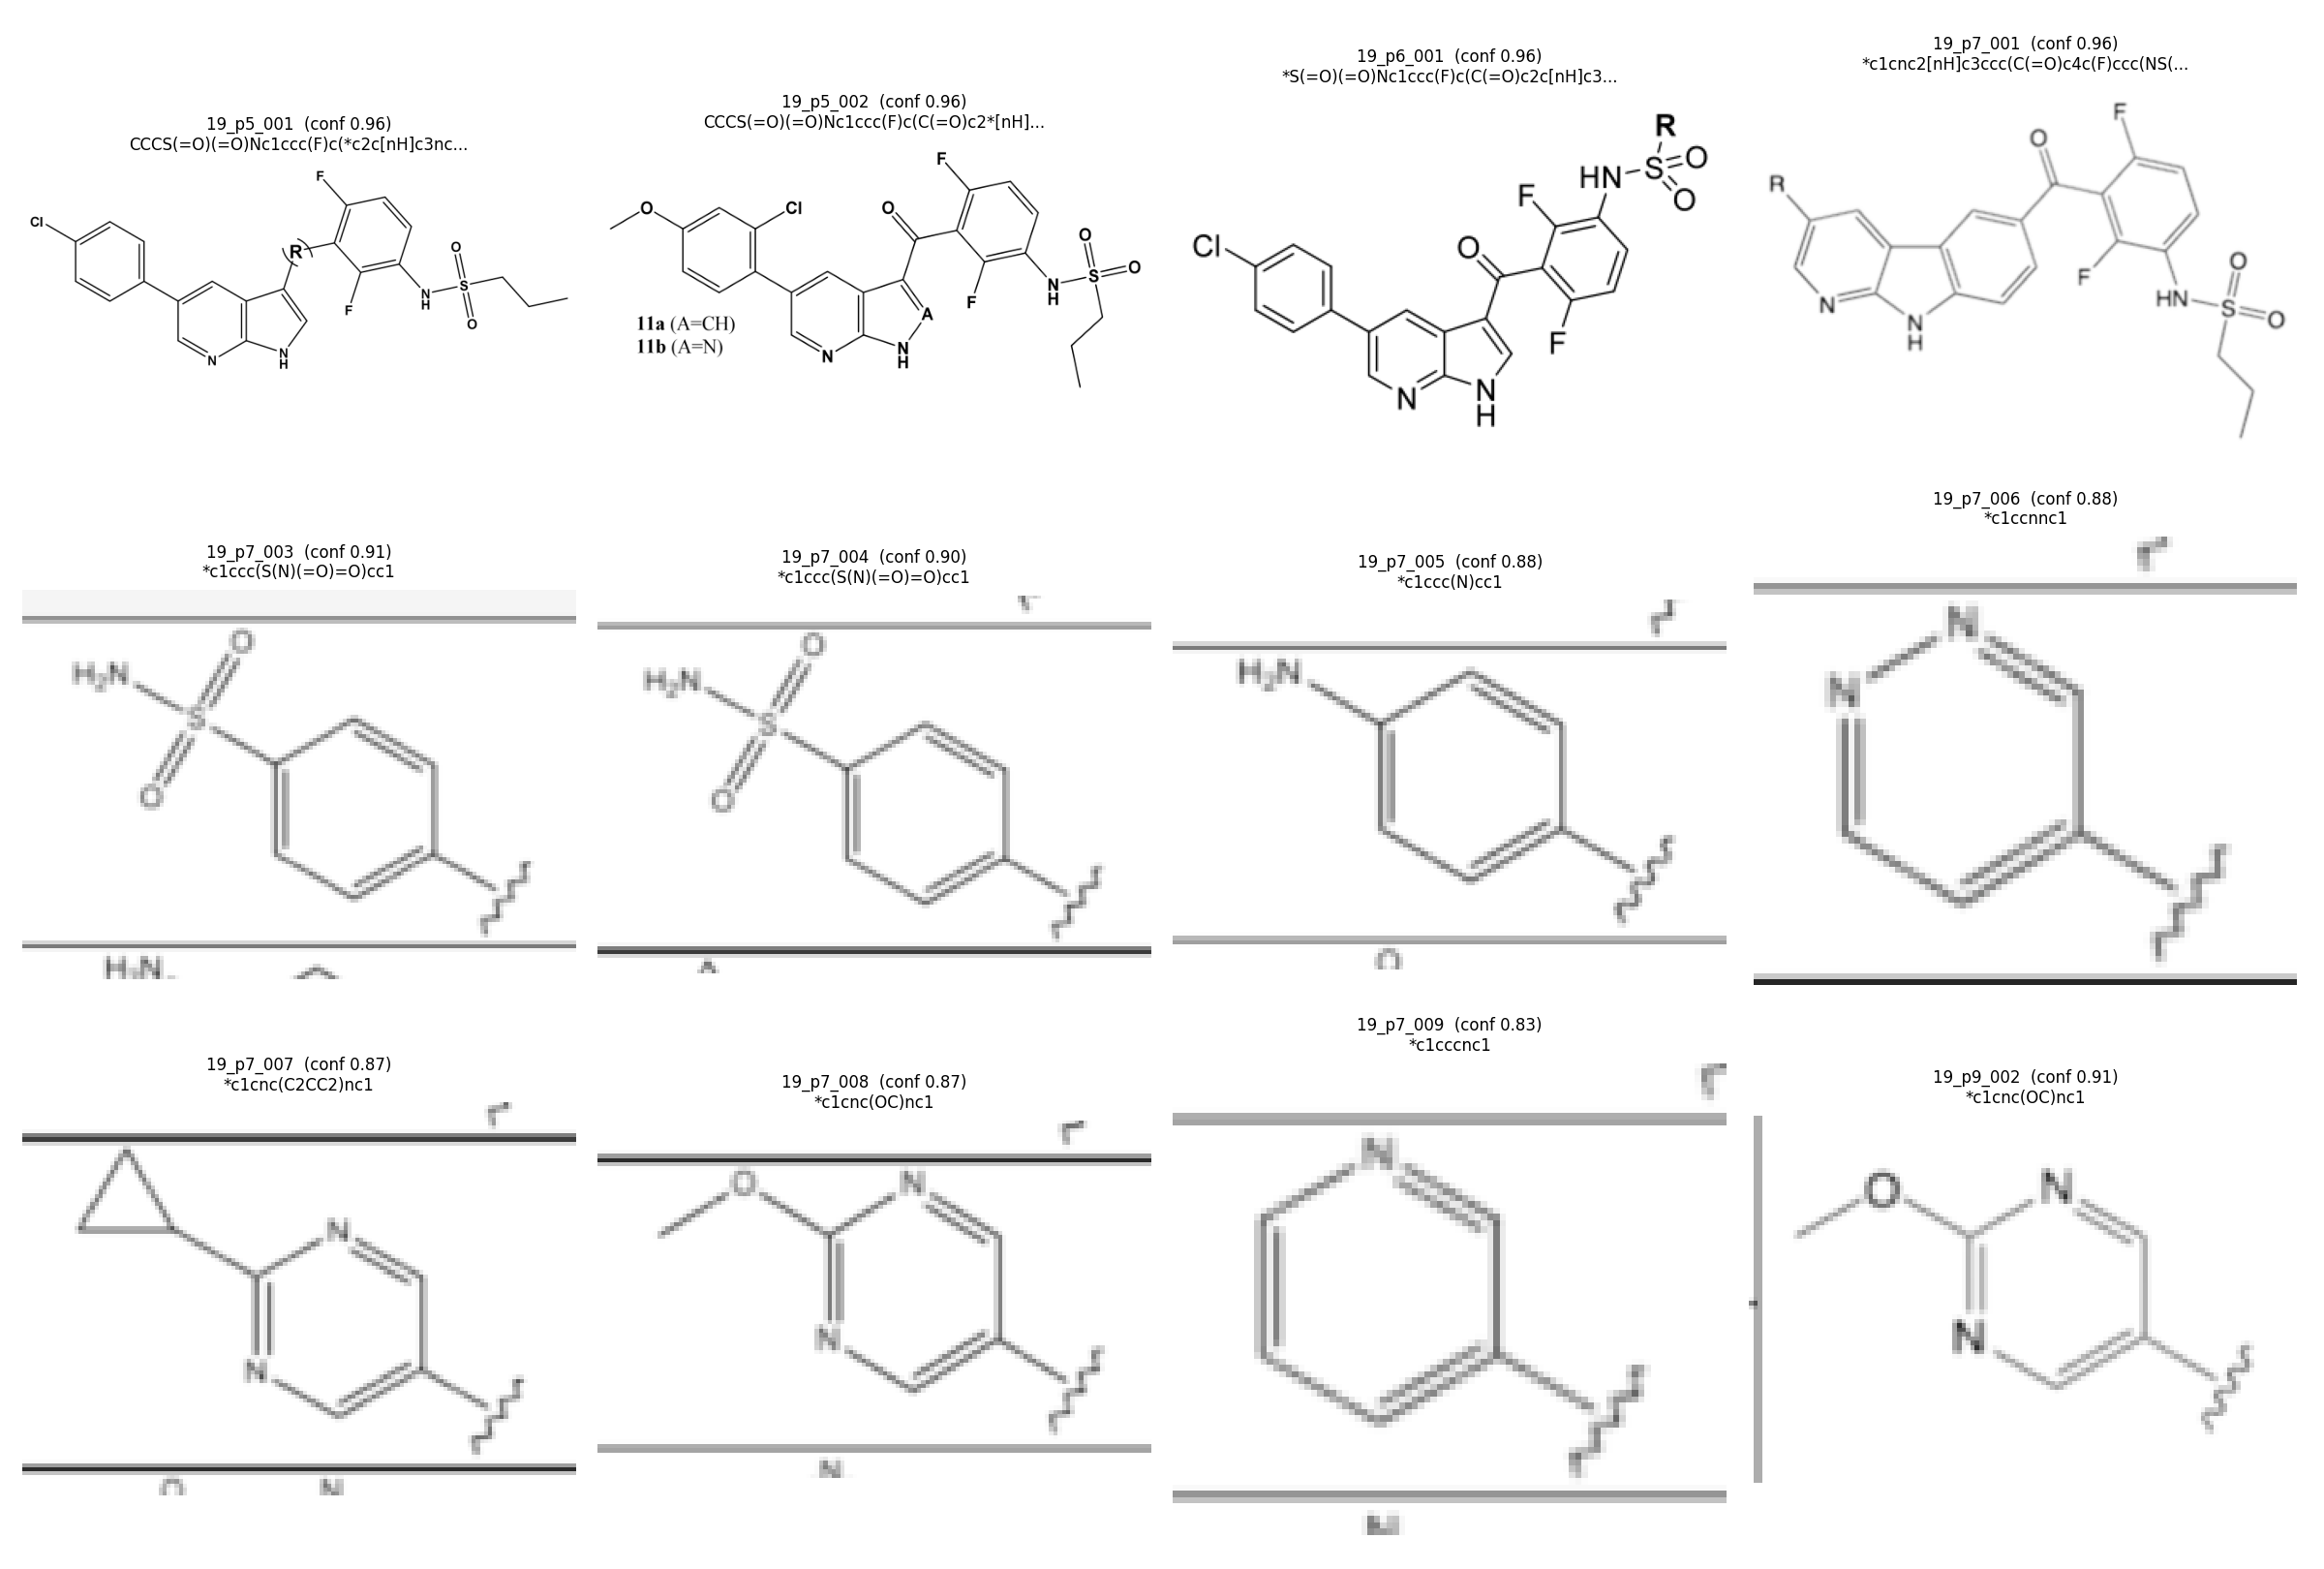 19_p5_001  (conf 0.96)
CCCS(=O)(=O)Nc1ccc(F)c(*c2c[nH]c3nc...
F
Cl
R
F
O
N
H
S
O
N
N
H
19_p5_002  (conf 0.96)
CCCS(=O)(=O)Nc1ccc(F)c(C(=O)c2*[nH]...
F
O
Cl
O
O
S
O
N
H
F
A
11a (A=CH)
11b (A=N)
N
N
H
19_p6_001  (conf 0.96)
*S(=O)(=O)Nc1ccc(F)c(C(=O)c2c[nH]c3...
R
S
O
HN
O
F
Cl
O
F
N
N
H
19_p7_001  (conf 0.96)
*c1cnc2[nH]c3ccc(C(=O)c4c(F)ccc(NS(...
F
O
R
F
O
HN
S
O
N
N
H
19_p7_003  (conf 0.91)
*c1ccc(S(N)(=O)=O)cc1
O
H2N
S
O
H2N
19_p7_004  (conf 0.90)
*c1ccc(S(N)(=O)=O)cc1
O
H2N
S
O
19_p7_005  (conf 0.88)
*c1ccc(N)cc1
H2N
O
19_p7_006  (conf 0.88)
*c1ccnnc1
N
N
19_p7_007  (conf 0.87)
*c1cnc(C2CC2)nc1
N
N
O
N
19_p7_008  (conf 0.87)
*c1cnc(OC)nc1
O
N
N
N
19_p7_009  (conf 0.83)
*c1cccnc1
N
N
19_p9_002  (conf 0.91)
*c1cnc(OC)nc1
O
N
N